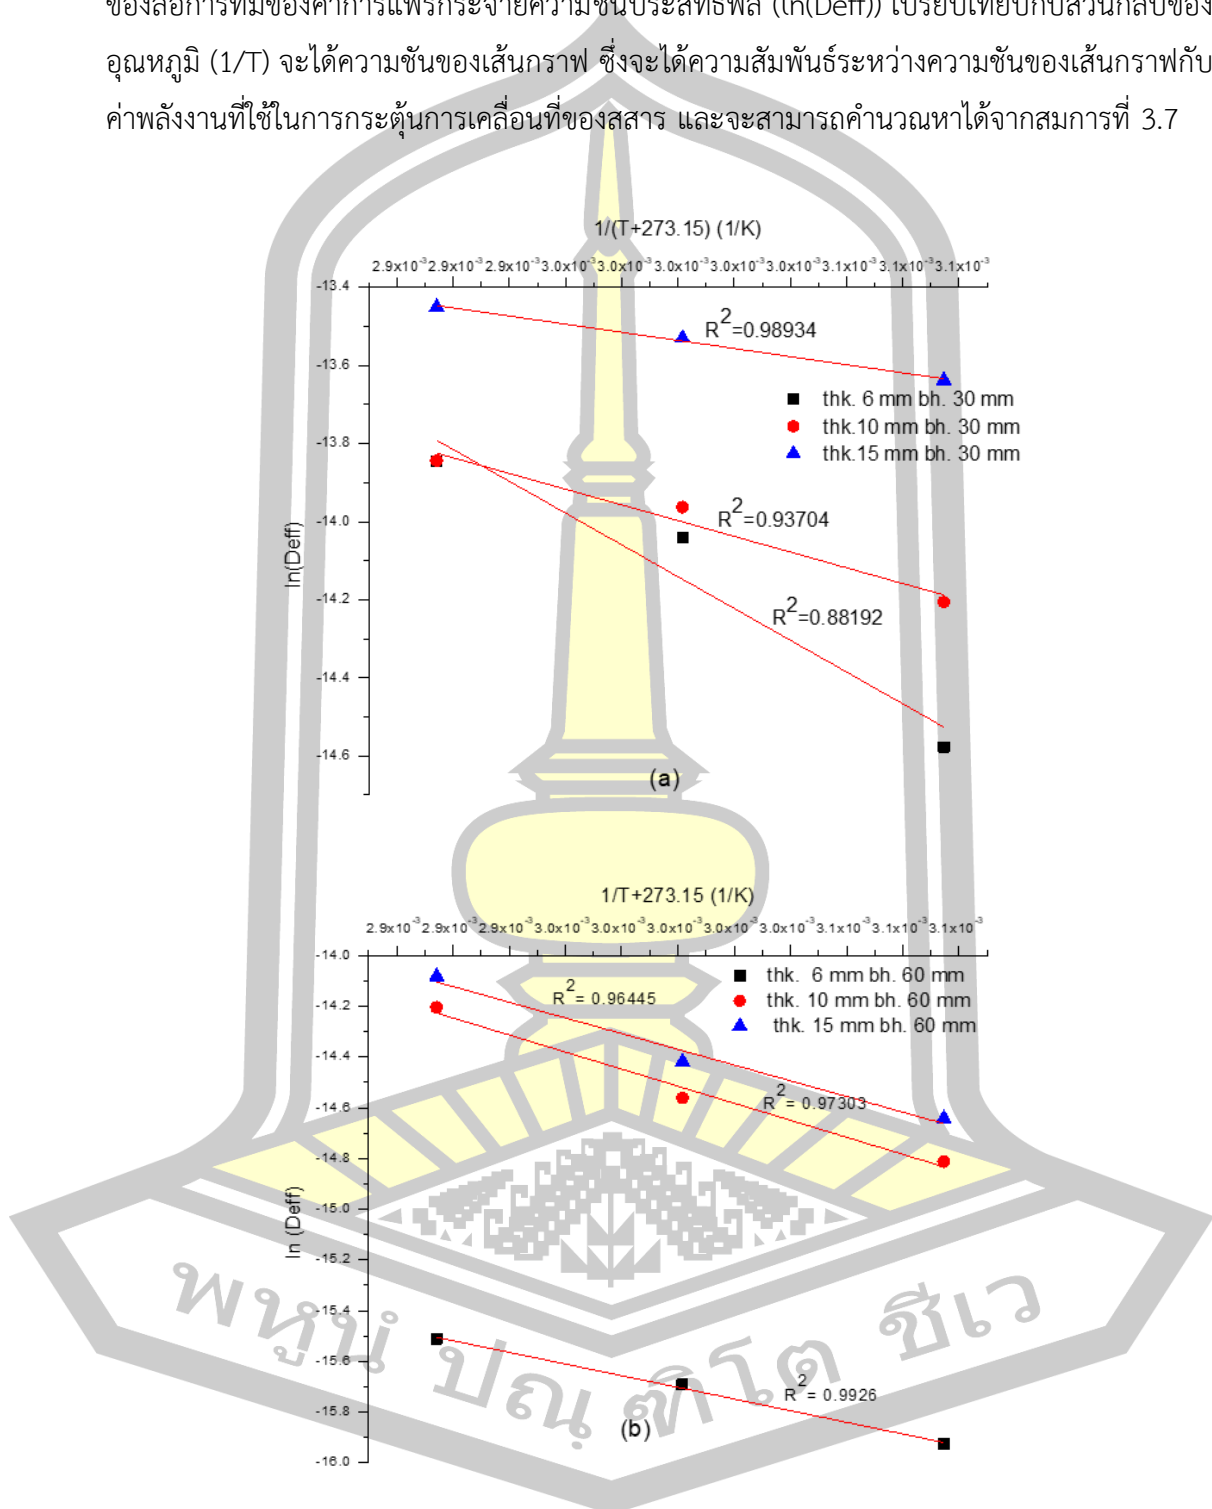 ของลอการิทึมของค่าการแพร่กระจายความชื้นประสิทธิผล (ln(Deff)) เปรียบเทียบกับส่วนกลับของ
อุณหภูมิ (1/T) จะได้ความชันของเส้นกราฟ ซึ่งจะได้ความสัมพันธ์ระหว่างความชันของเส้นกราฟกับ
ค่าพลังงานที่ใช้ในการกระตุ้นการเคลื่อนที่ของสสาร และจะสามารถคำนวณหาได้จากสมการที่ 3.7
1/(T+273.15) (1/K)
2.9x10⁻³ 2.9x10⁻³ 2.9x10⁻³ 3.0x10⁻³ 3.0x10⁻³ 3.0x10⁻³ 3.0x10⁻³ 3.0x10⁻³ 3.1x10⁻³ 3.1x10⁻³ 3.1x10⁻³
-13.4
R²=0.98934
-13.6
thk. 6 mm bh. 30 mm
thk.10 mm bh. 30 mm
thk.15 mm bh. 30 mm
-13.8
-14.0
R²=0.93704
ln(Deff)
-14.2
R²=0.88192
-14.4
-14.6
(a)
1/T+273.15 (1/K)
2.9x10⁻³ 2.9x10⁻³ 2.9x10⁻³ 3.0x10⁻³ 3.0x10⁻³ 3.0x10⁻³ 3.0x10⁻³ 3.0x10⁻³ 3.1x10⁻³ 3.1x10⁻³ 3.1x10⁻³
-14.0
thk. 6 mm bh. 60 mm
R²= 0.96445
thk. 10 mm bh. 60 mm
-14.2
thk. 15 mm bh. 60 mm
-14.4
-14.6
R²= 0.97303
-14.8
-15.0
ln (Deff)
-15.2
-15.4
-15.6
R²= 0.9926
-15.8
(b)
-16.0
พหูนํ ปณฺฑิโต ชีเว